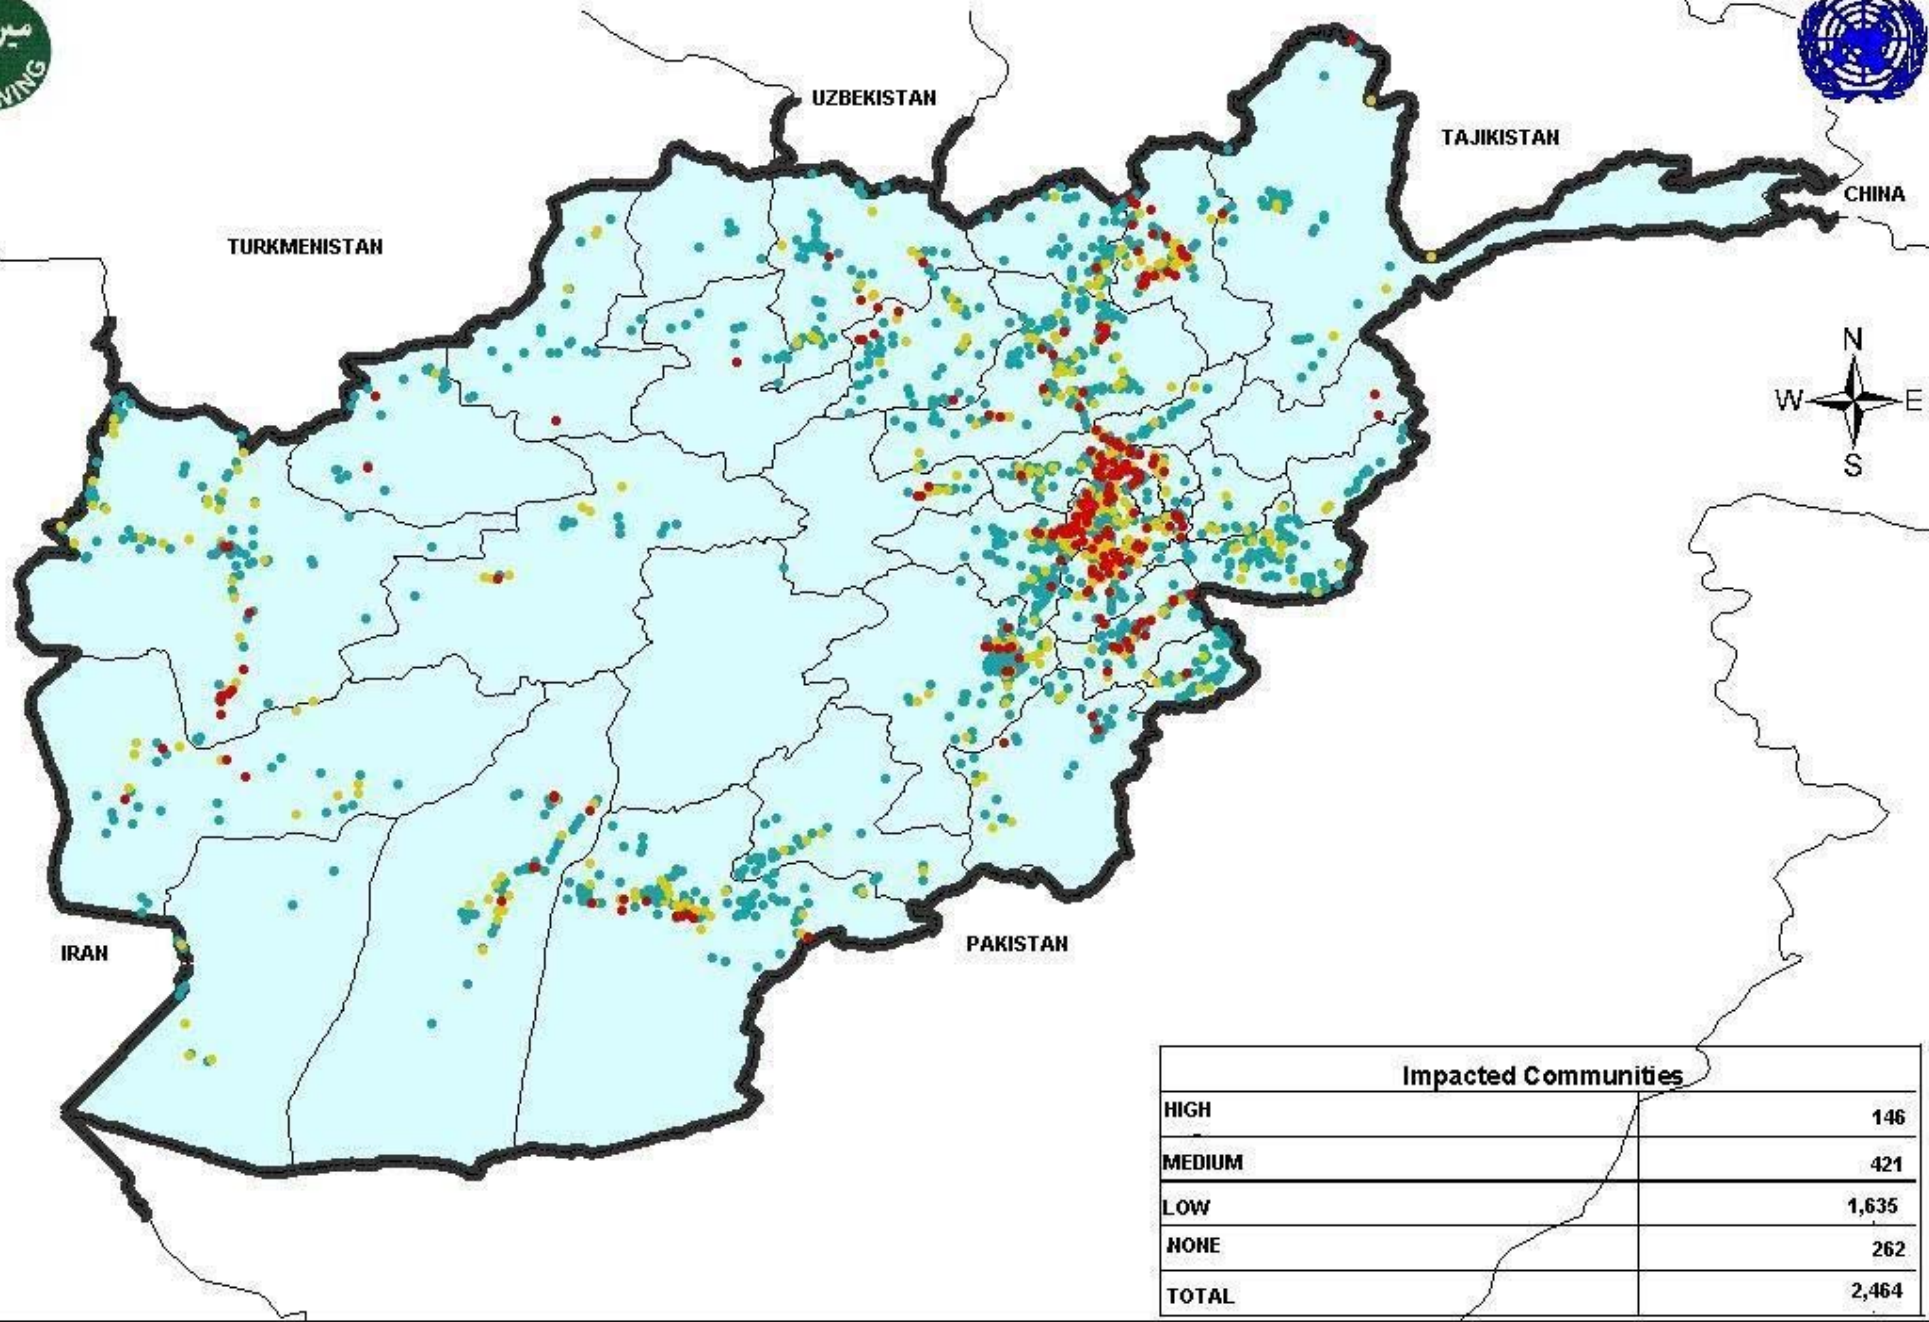 UZBEKISTAN
TAJIKISTAN
CHINA
TURKMENISTAN
N
W E
S
IRAN
PAKISTAN
Impacted Communities
HIGH 146
MEDIUM 421
LOW 1,635
NONE 262
TOTAL 2,464